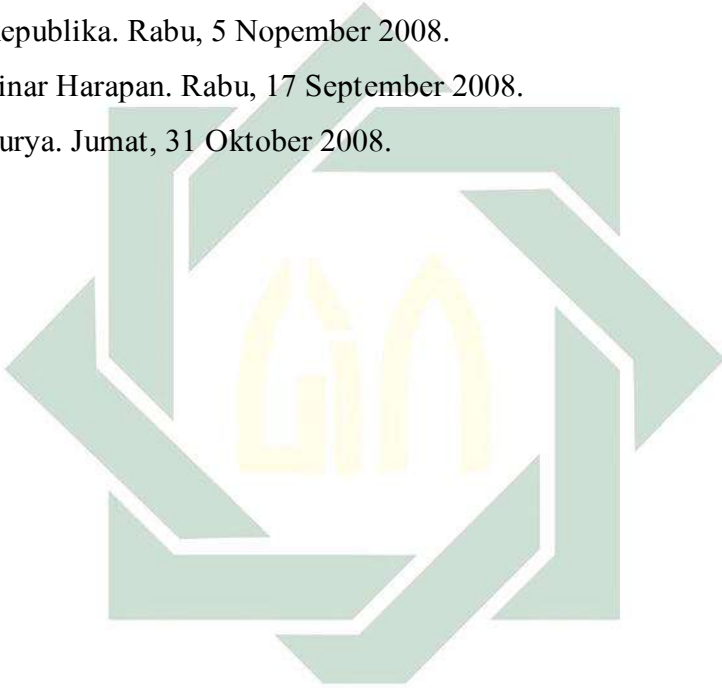 epublika. Rabu, 5 Nopember 2008.
inar Harapan. Rabu, 17 September 2008.
urya. Jumat, 31 Oktober 2008.